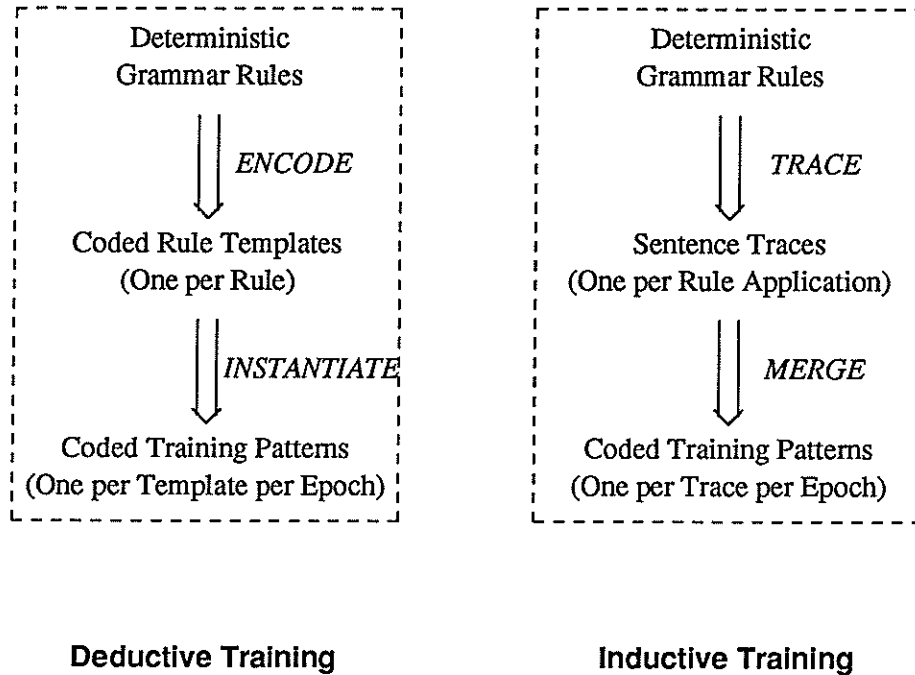 Deterministic
Grammar Rules
ENCODE
Coded Rule Templates
(One per Rule)
INSTANTIATE
Coded Training Patterns
(One per Template per Epoch)
Deductive Training
Deterministic
Grammar Rules
TRACE
Sentence Traces
(One per Rule Application)
MERGE
Coded Training Patterns
(One per Trace per Epoch)
Inductive Training